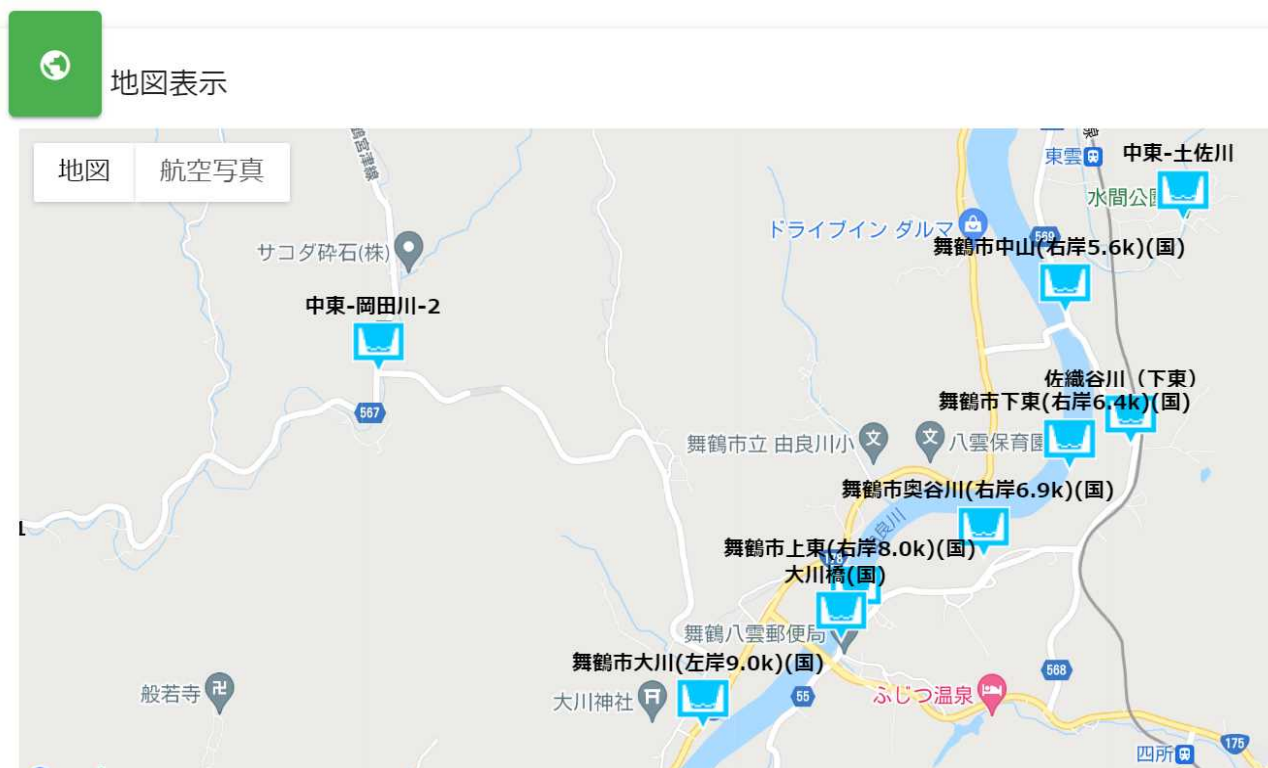 地図表示
地図
航空写真
東雲
中東-土佐川
水間公
ドライブイン ダルマ
569
舞鶴市中山(右岸5.6k)(国)
サコダ砕石(株)
中東-岡田川-2
佐織谷川（下東）
舞鶴市下東(右岸6.4k)(国)
567
舞鶴市立 由良川小
文
文
八雲保育園
舞鶴市奥谷川(右岸6.9k)(国)
良川
舞鶴市上東(右岸8.0k)(国)
大川橋(国)
舞鶴八雲郵便局
舞鶴市大川(左岸9.0k)(国)
568
般若寺
卍
大川神社
55
ふじつ温泉
四所
175